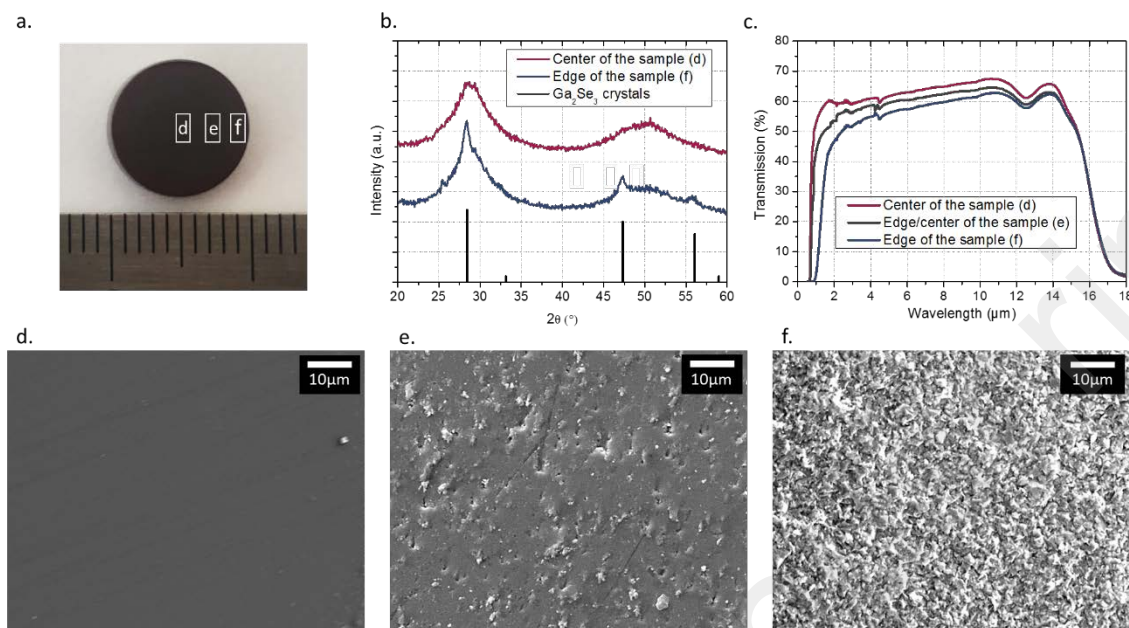 a.
d
e
f
b.
Intensity (a.u.)
Center of the sample (d)
Edge of the sample (f)
Ga2Se3 crystals
20
25
30
35
40
45
50
55
60
2θ (°)
c.
Transmission (%)
80
70
60
50
40
30
20
10
0
Center of the sample (d)
Edge/center of the sample (e)
Edge of the sample (f)
0
2
4
6
8
10
12
14
16
18
Wavelength (µm)
d.
10µm
e.
10µm
f.
10µm